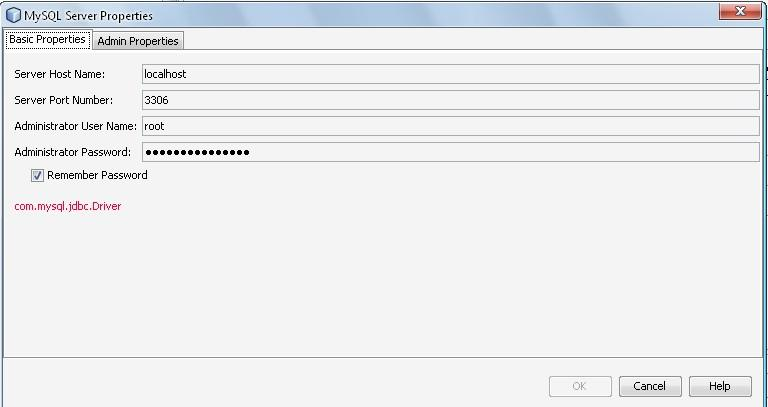 MySQL Server Properties
Basic Properties Admin Properties
Server Host Name: localhost
Server Port Number: 3306
Administrator User Name: root
Administrator Password: ●●●●●●●●●●●●●●●
Remember Password
com.mysql.jdbc.Driver
OK Cancel Help